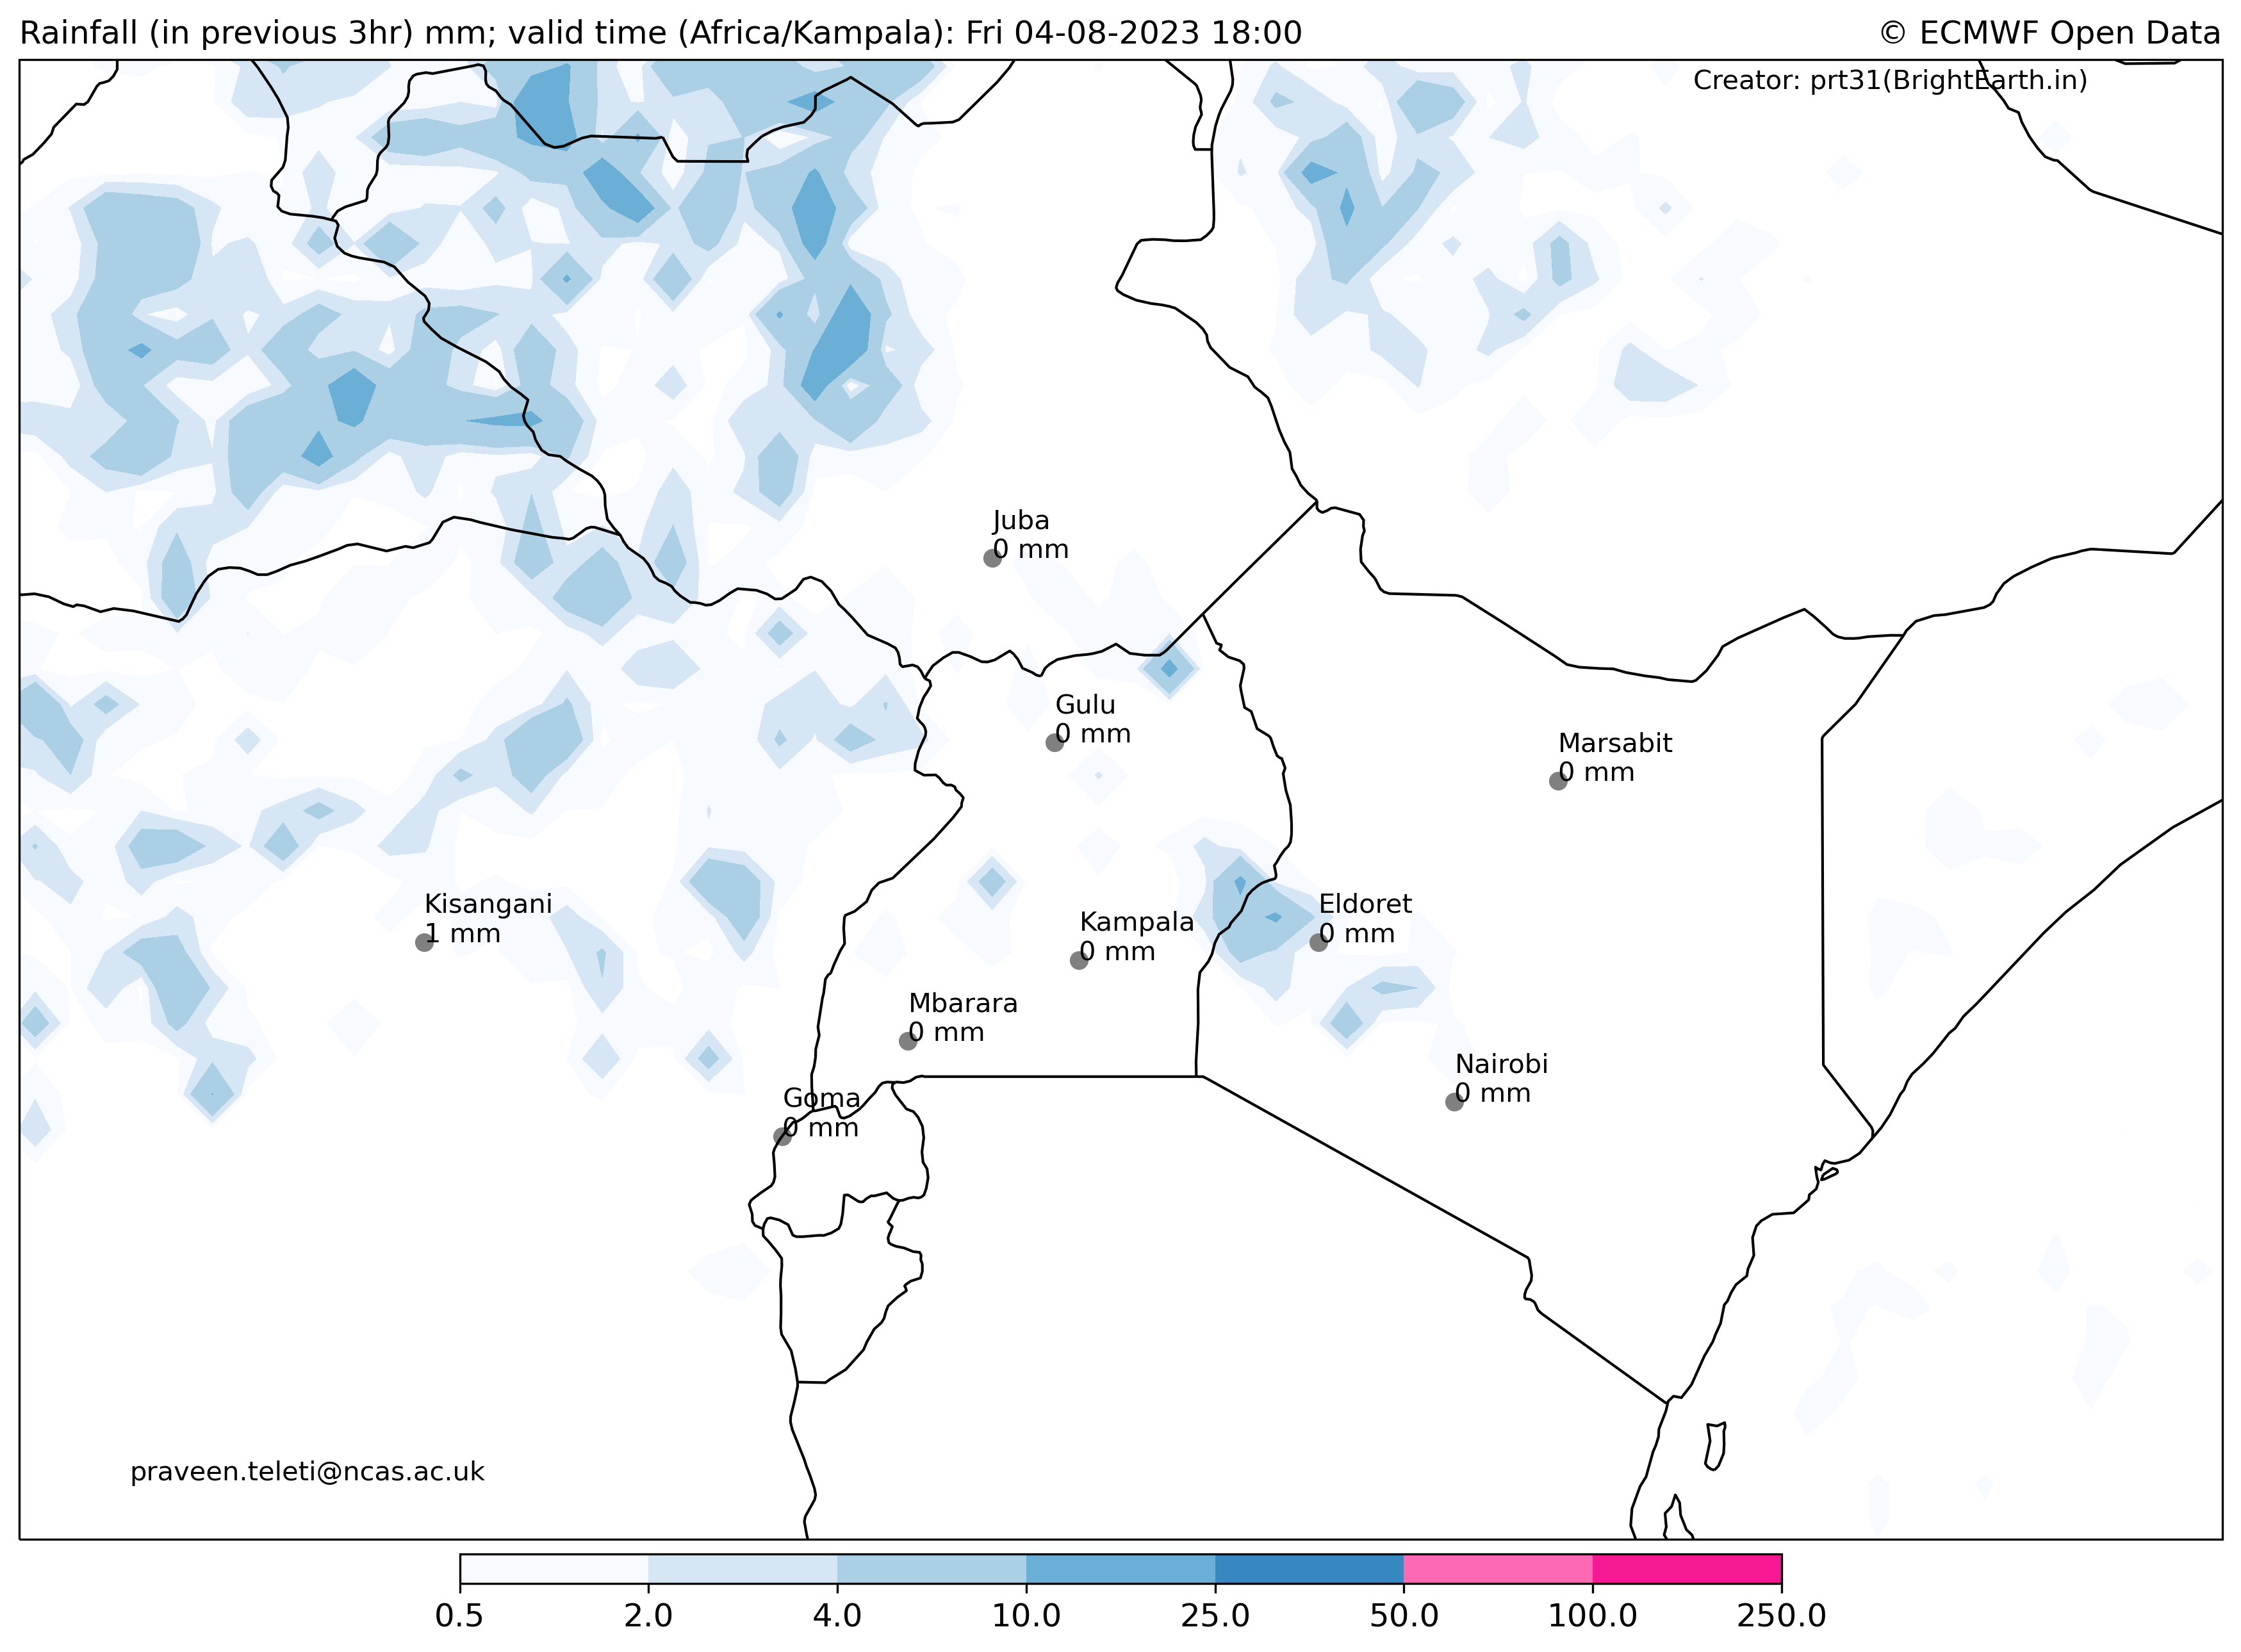 Rainfall (in previous 3hr) mm; valid time (Africa/Kampala): Fri 04-08-2023 18:00
© ECMWF Open Data
Creator: prt31(BrightEarth.in)
Juba
0 mm
Gulu
0 mm
Marsabit
0 mm
Kisangani
1 mm
Eldoret
0 mm
Kampala
0 mm
Mbarara
0 mm
Nairobi
0 mm
Goma
0 mm
praveen.teleti@ncas.ac.uk
0.5 2.0 4.0 10.0 25.0 50.0 100.0 250.0